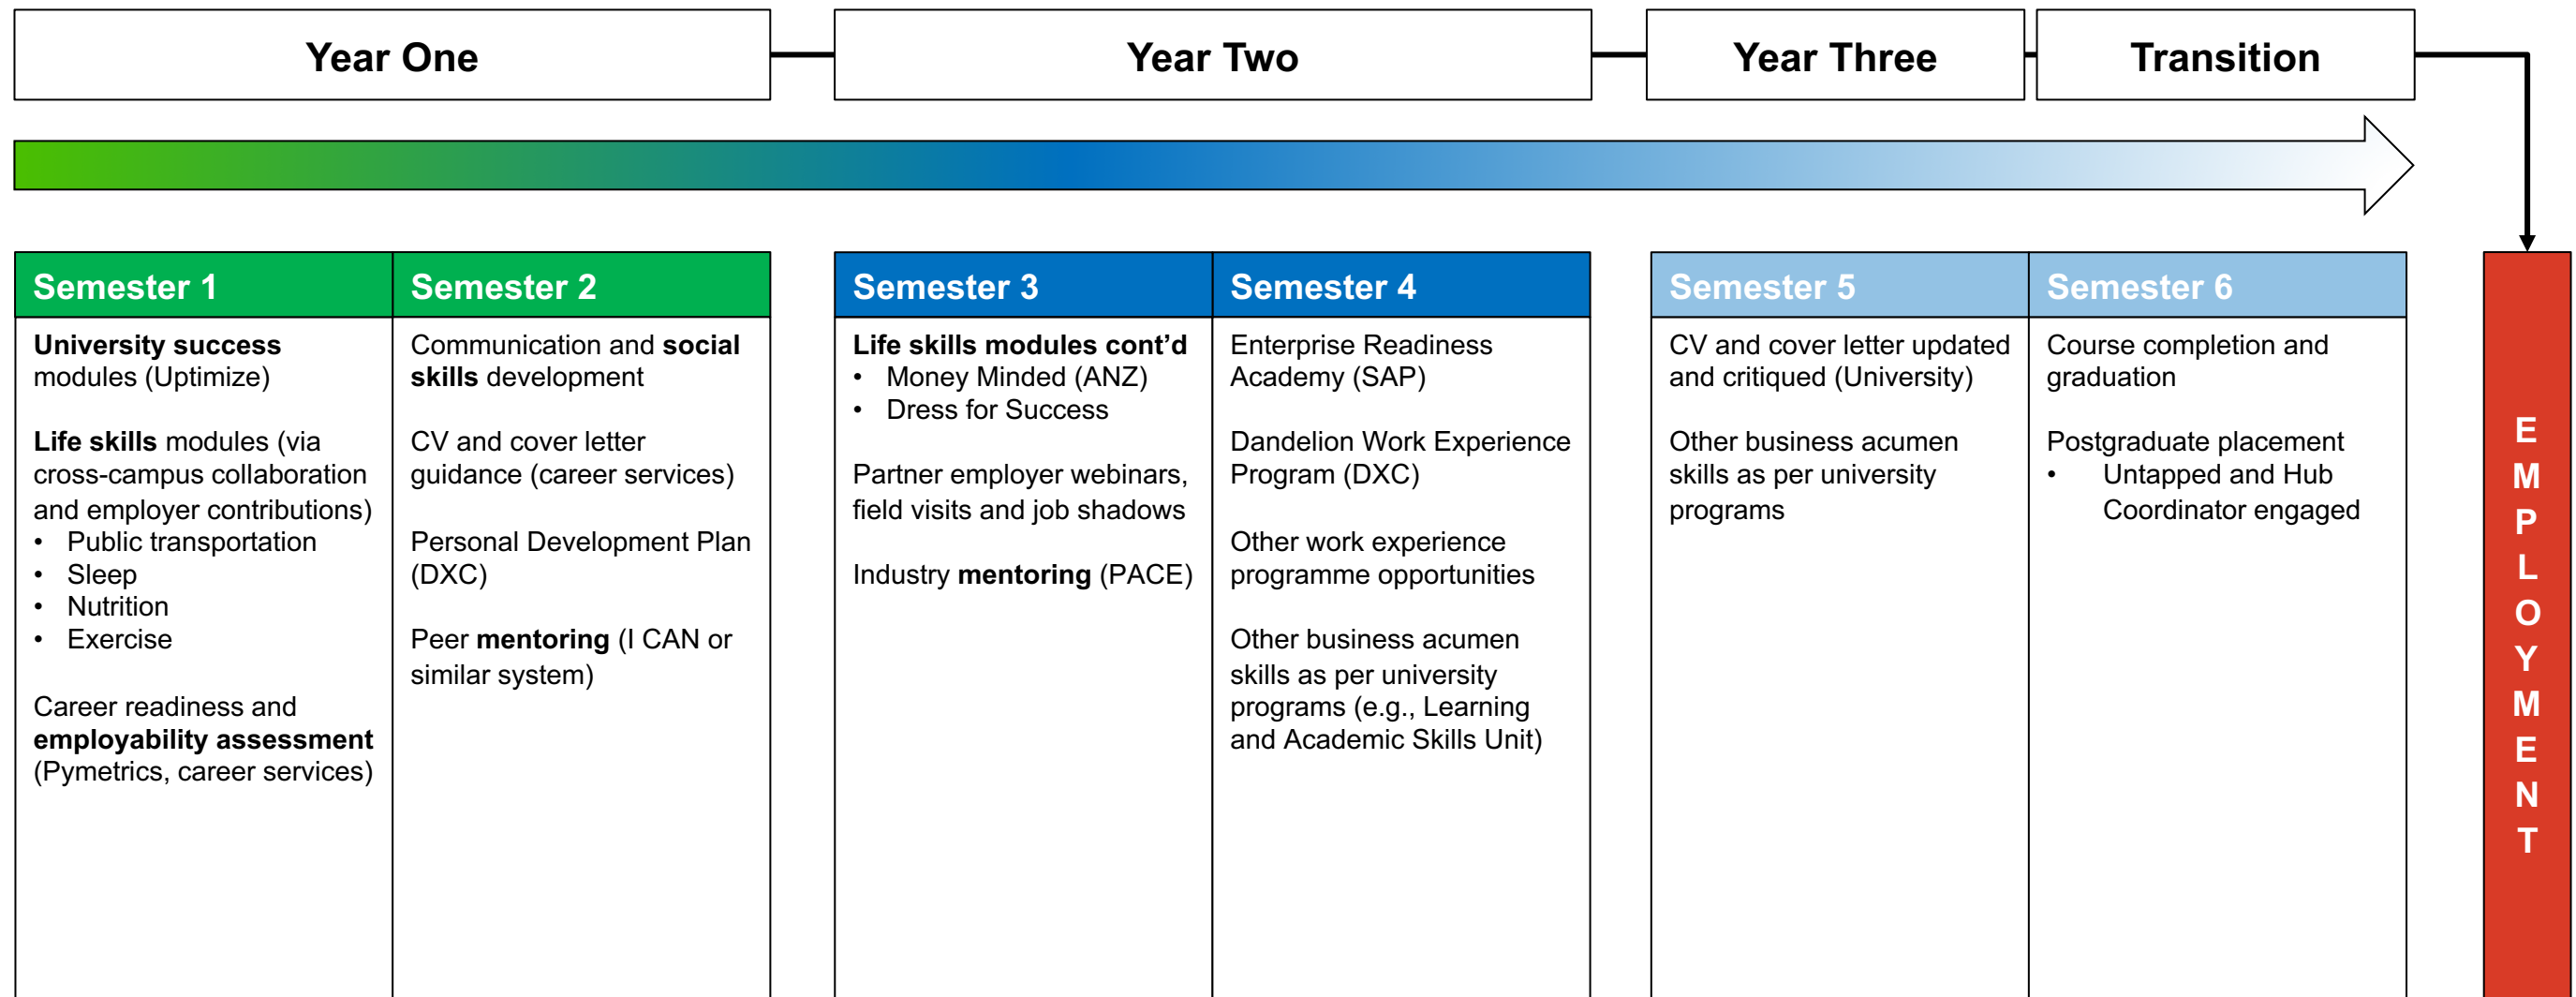 Year One
Year Two
Year Three
Transition
Semester 1
University success
modules (Uptimize)
Life skills modules (via
cross-campus collaboration
and employer contributions)
• Public transportation
• Sleep
• Nutrition
• Exercise
Career readiness and
employability assessment
(Pymetrics, career services)
Semester 2
Communication and social
skills development
CV and cover letter
guidance (career services)
Personal Development Plan
(DXC)
Peer mentoring (I CAN or
similar system)
Semester 3
Life skills modules cont’d
• Money Minded (ANZ)
• Dress for Success
Partner employer webinars,
field visits and job shadows
Industry mentoring (PACE)
Semester 4
Enterprise Readiness
Academy (SAP)
Dandelion Work Experience
Program (DXC)
Other work experience
programme opportunities
Other business acumen
skills as per university
programs (e.g., Learning
and Academic Skills Unit)
Semester 5
CV and cover letter updated
and critiqued (University)
Other business acumen
skills as per university
programs
Semester 6
Course completion and
graduation
Postgraduate placement
• Untapped and Hub
Coordinator engaged
EMPLOYMENT